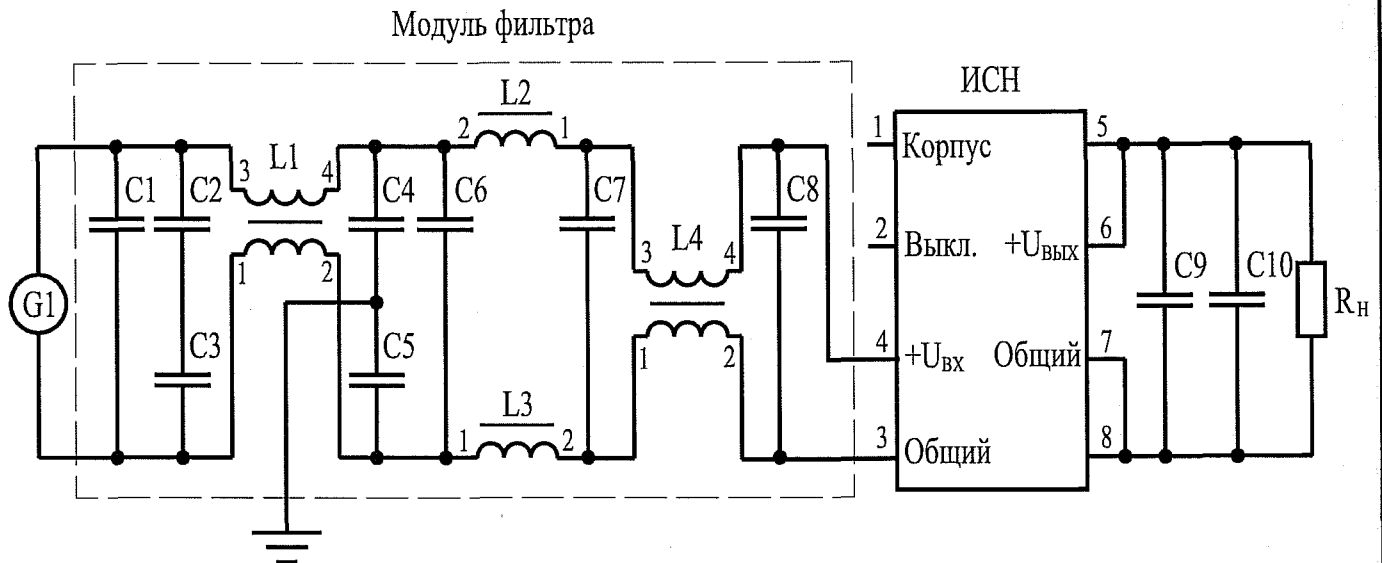 Модуль фильтра
ИСН
L2
2 1
1 Корпус 5
3 L1 4
C1 C2 C4 C6 C7 C8
2 Выкл. +UВЫХ 6
3 L4 4
1 2
C9 C10
G1
RН
C3 C5
1 2
4 +UВХ Общий 7
L3
1 2
3 Общий 8